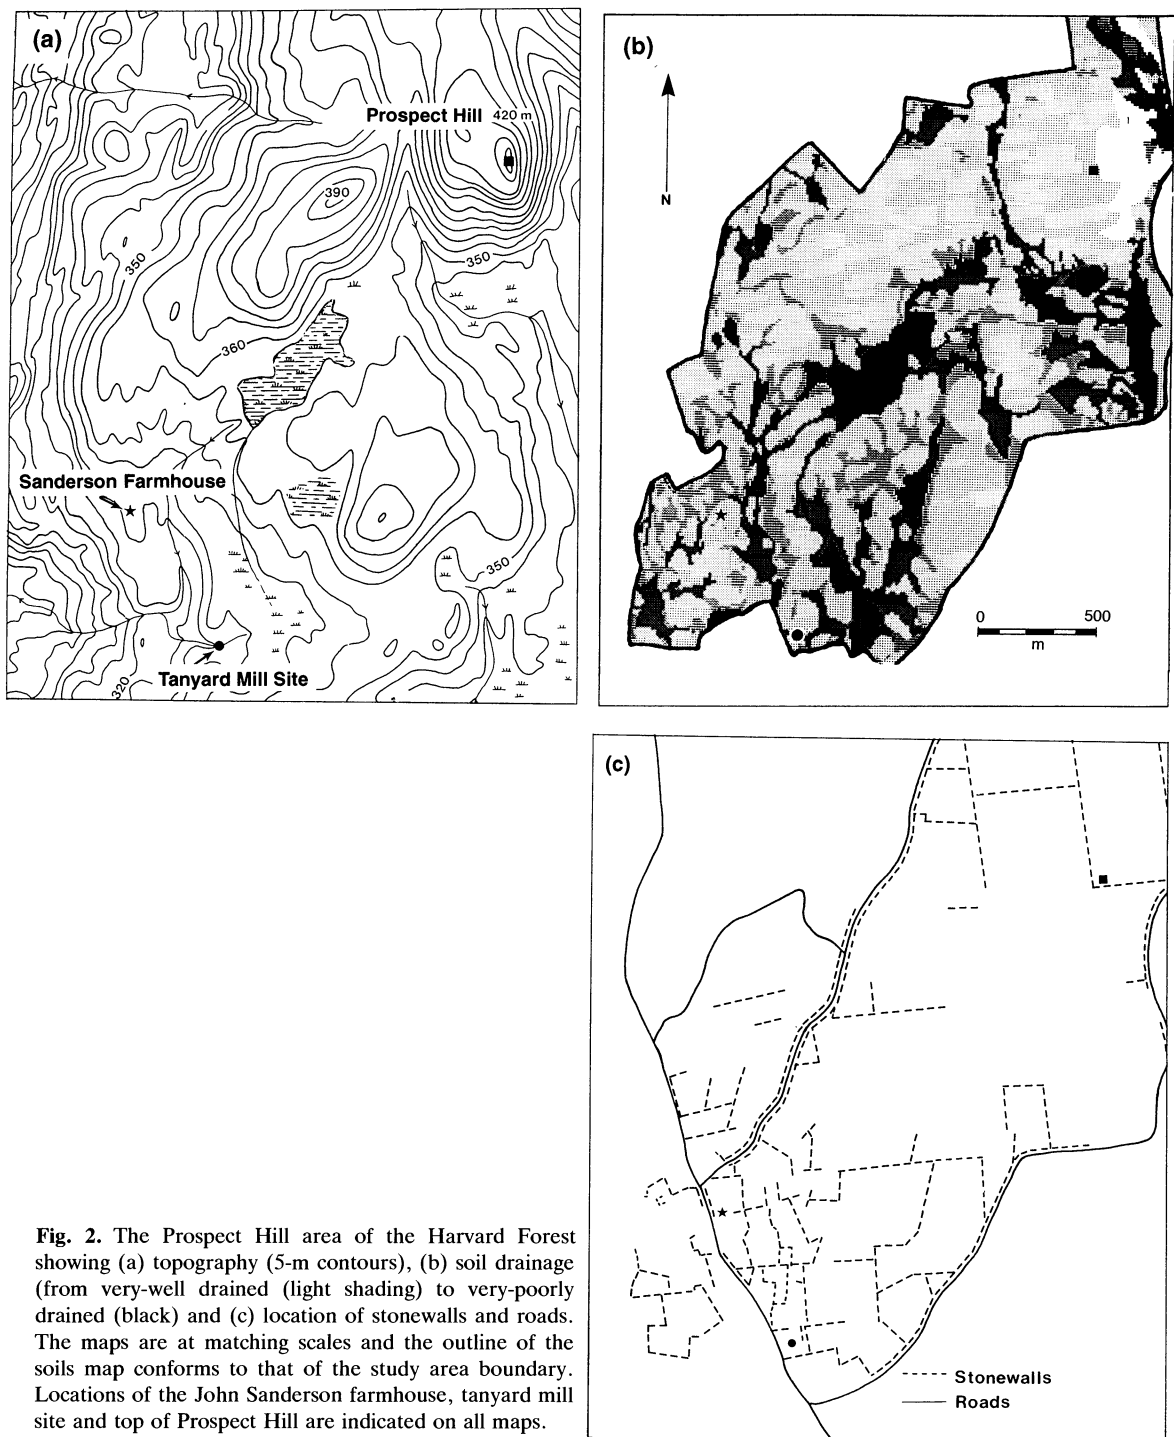 (a)
Prospect Hill 420 m
390
350
350
360
Sanderson Farmhouse
350
Tanyard Mill Site
320
(b)
N
0 500
m
(c)
Stonewalls
Roads
Fig. 2. The Prospect Hill area of the Harvard Forest
showing (a) topography (5-m contours), (b) soil drainage
(from very-well drained (light shading) to very-poorly
drained (black) and (c) location of stonewalls and roads.
The maps are at matching scales and the outline of the
soils map conforms to that of the study area boundary.
Locations of the John Sanderson farmhouse, tanyard mill
site and top of Prospect Hill are indicated on all maps.